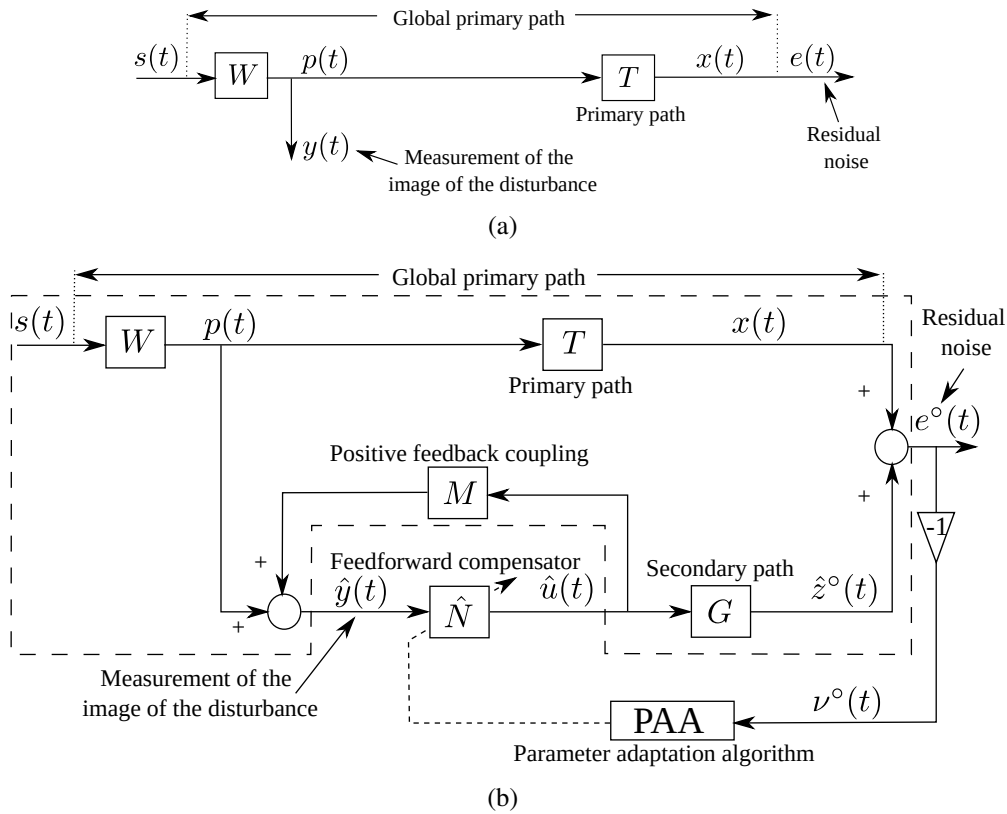 Global primary path
s(t)
W
p(t)
T
x(t)
e(t)
Primary path
Residual
noise
y(t)
Measurement of the
image of the disturbance
(a)
Global primary path
s(t)
W
p(t)
T
x(t)
Residual
noise
Primary path
+
e°(t)
Positive feedback coupling
M
+
-1
+
Feedforward compensator
Secondary path
ŷ(t)
N̂
û(t)
G
ẑ°(t)
+
Measurement of the
image of the disturbance
PAA
ν°(t)
Parameter adaptation algorithm
(b)